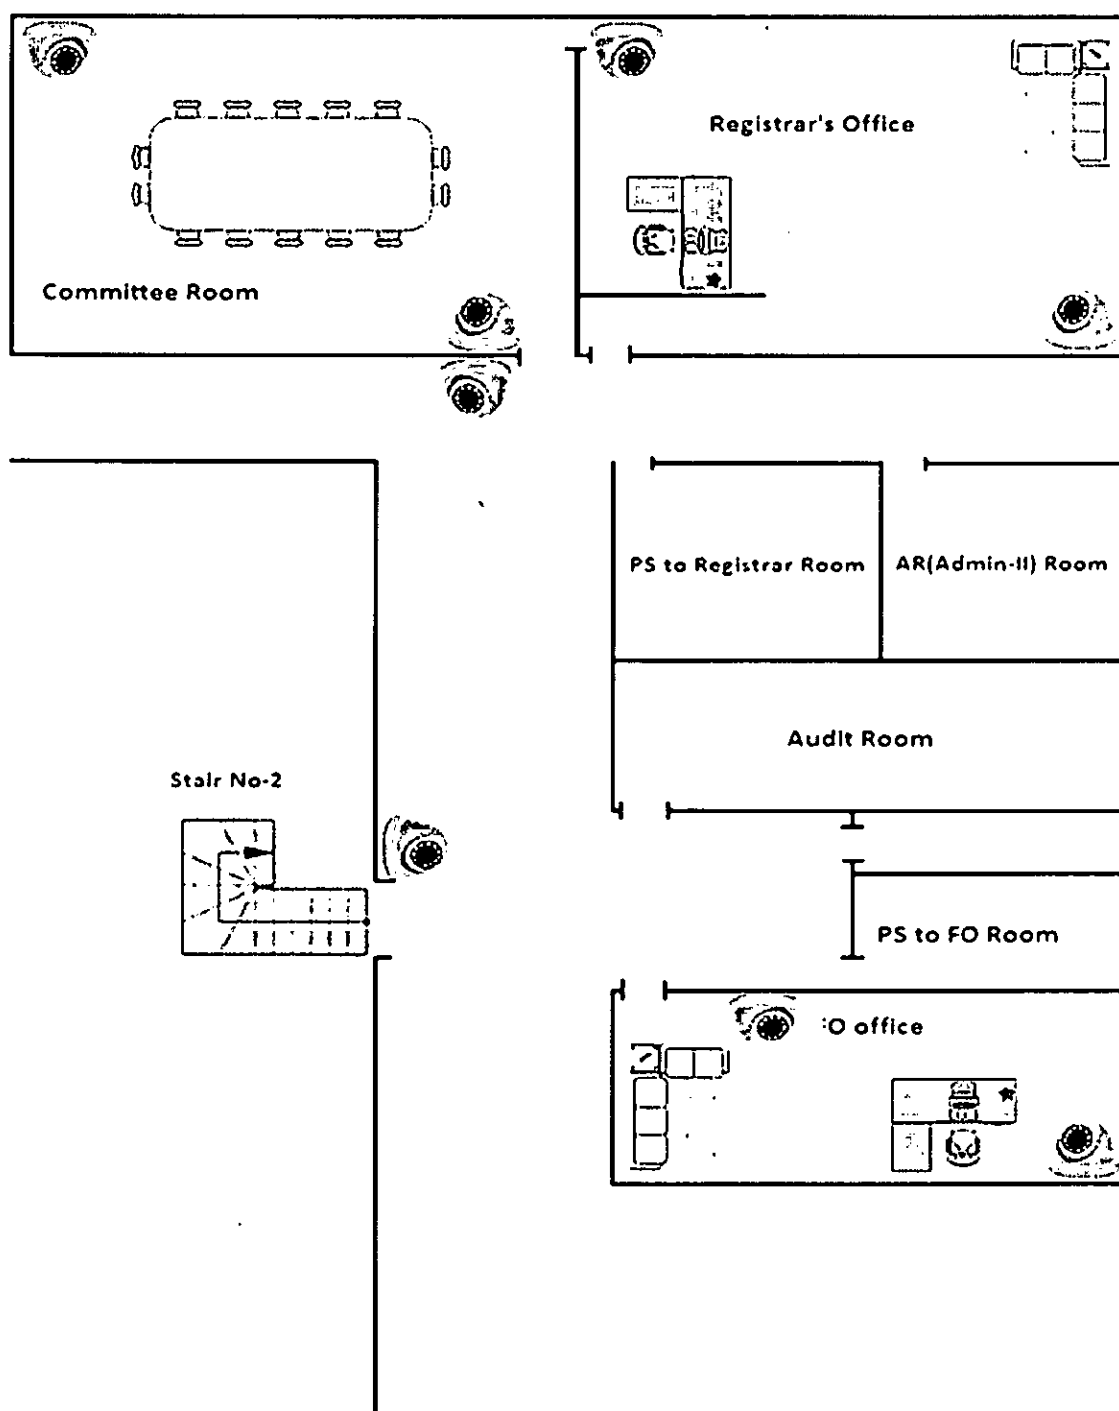 Registrar's Office
Committee Room
PS to Registrar Room
AR(Admin-II) Room
Audit Room
Stair No-2
PS to FO Room
:O office